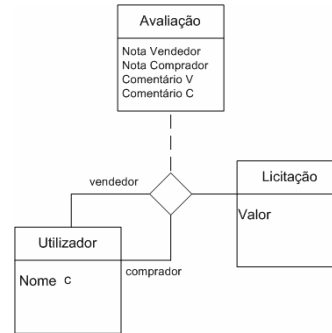 Avaliação
Nota Vendedor
Nota Comprador
Comentário V
Comentário C
vendedor
Licitação
Valor
Utilizador
Nome c
comprador